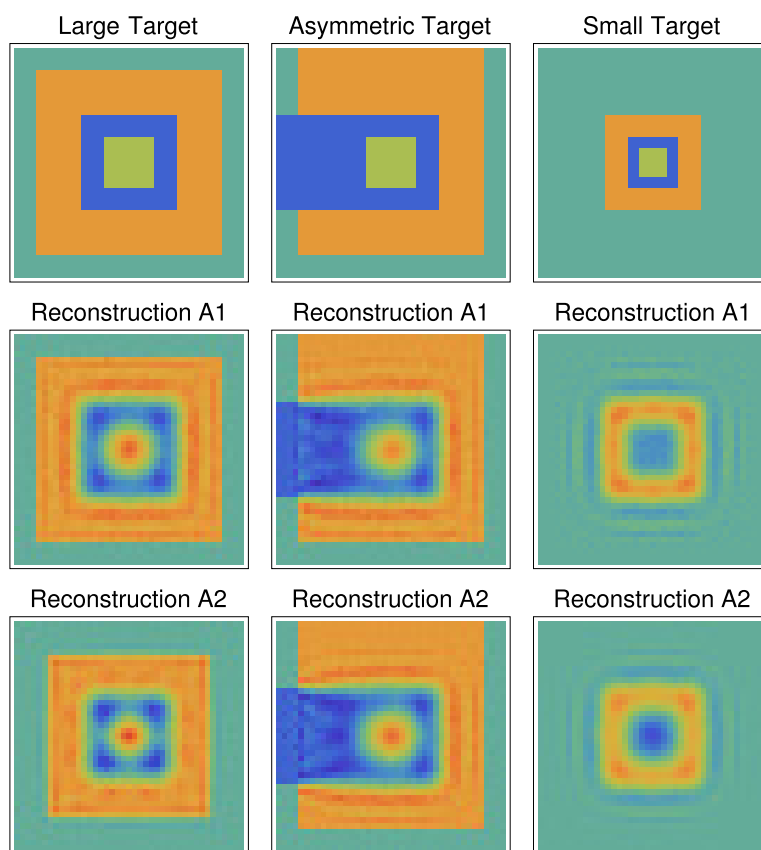 Large Target
Asymmetric Target
Small Target
Reconstruction A1
Reconstruction A1
Reconstruction A1
Reconstruction A2
Reconstruction A2
Reconstruction A2